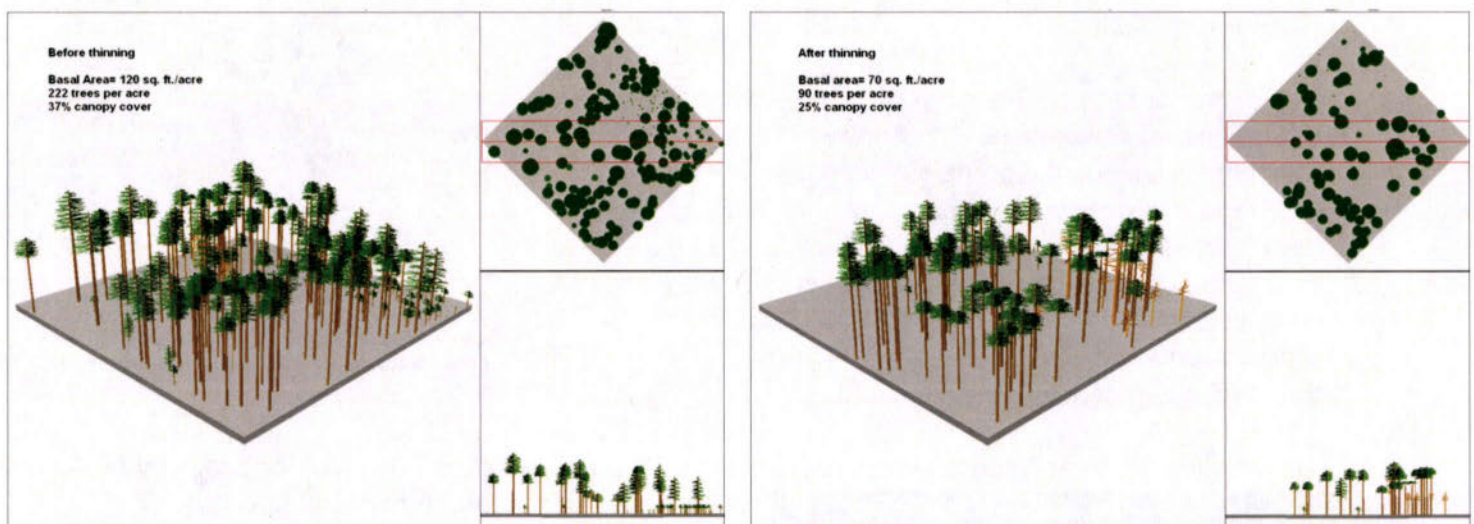 Before thinning
Basal Area= 120 sq. ft./acre
222 trees per acre
37% canopy cover
After thinning
Basal area= 70 sq. ft./acre
90 trees per acre
25% canopy cover